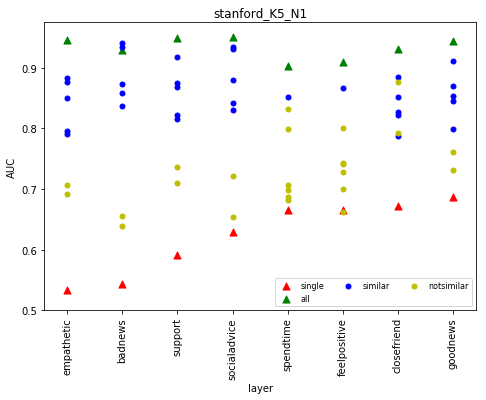 stanford_K5_N1
AUC
0.9
0.8
0.7
0.6
0.5
single
similar
notsimilar
all
empathetic
badnews
support
socialadvice
spendtime
feelpositive
closefriend
goodnews
layer